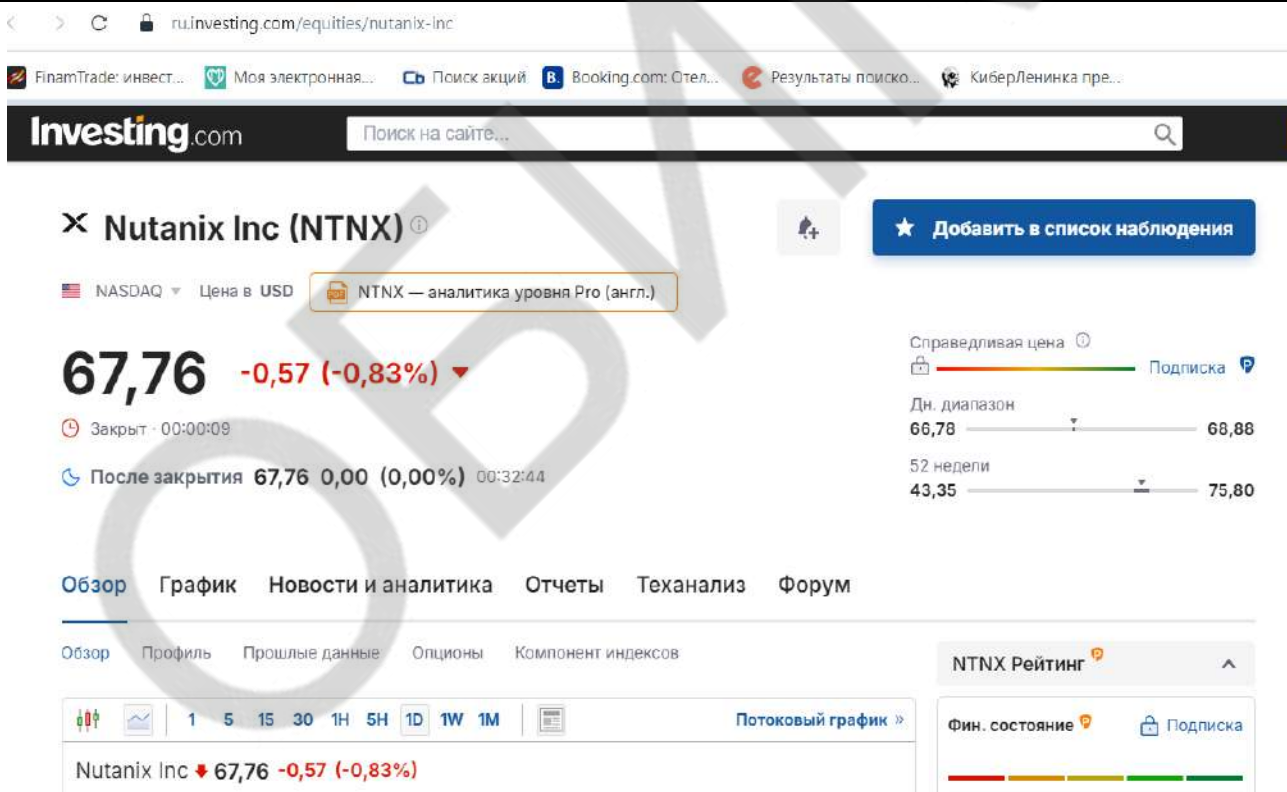 ru.investing.com/equities/nutanix-inc
FinamTrade: инвест... Моя электронная... Cb Поиск акций B. Booking.com: Отел... Результаты поиско... КиберЛенинка пре...
Investing.com Поиск на сайте...
Nutanix Inc (NTNX) Добавить в список наблюдения
NASDAQ Цена в USD PDF NTNX — аналитика уровня Pro (англ.)
Справедливая цена
67,76 -0,57 (-0,83%) Подписка
Дн. диапазон
Закрыт · 00:00:09 66,78 68,88
52 недели
После закрытия 67,76 0,00 (0,00%) 00:32:44 43,35 75,80
Обзор График Новости и аналитика Отчеты Теханализ Форум
Обзор Профиль Прошлые данные Опционы Компонент индексов
NTNX Рейтинг
1 5 15 30 1H 5H 1D 1W 1M Потоковый график »
Фин. состояние Подписка
Nutanix Inc 67,76 -0,57 (-0,83%)